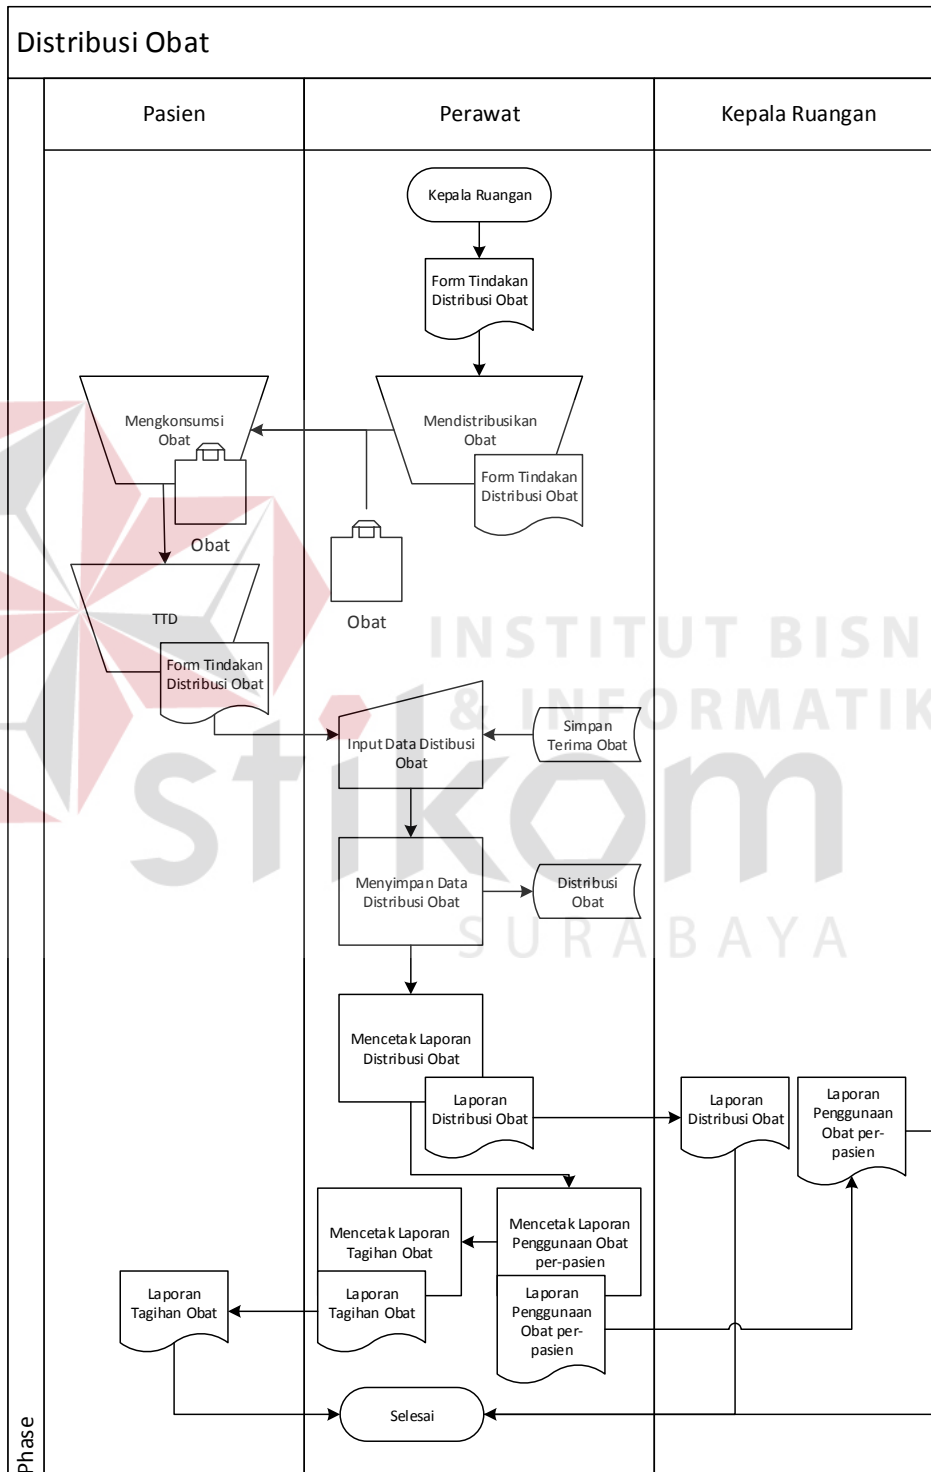 Distribusi Obat
Pasien
Perawat
Kepala Ruangan
Kepala Ruangan
Form Tindakan
Distribusi Obat
Mengkonsumsi
Obat
Mendistribusikan
Obat
Form Tindakan
Distribusi Obat
Obat
Obat
TTD
Form Tindakan
Distribusi Obat
INSTITUT BISN
& INFORMATIK
stikom
SURABAYA
Input Data Distibusi
Obat
Simpan
Terima Obat
Menyimpan Data
Distribusi Obat
Distribusi
Obat
Mencetak Laporan
Distribusi Obat
Laporan
Distribusi Obat
Laporan
Distribusi Obat
Laporan
Penggunaan
Obat per-
pasien
Mencetak Laporan
Tagihan Obat
Mencetak Laporan
Penggunaan Obat
per-pasien
Laporan
Tagihan Obat
Laporan
Tagihan Obat
Laporan
Penggunaan
Obat per-
pasien
Selesai
Phase